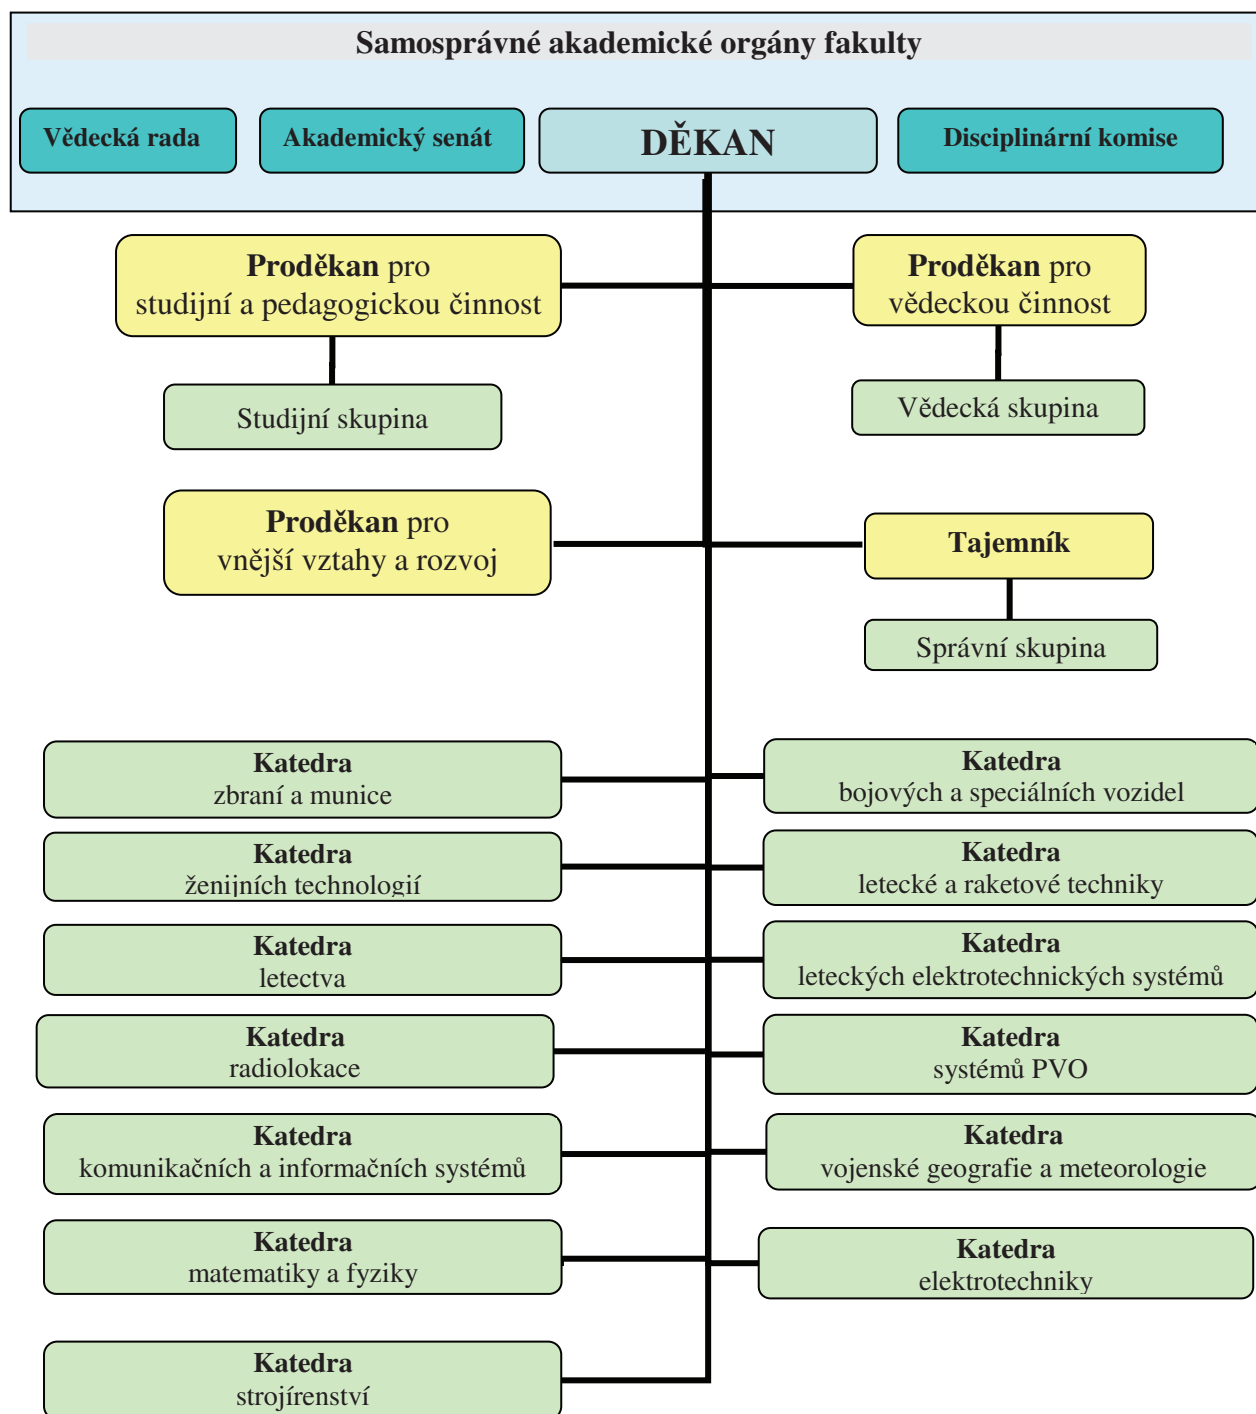 Samosprávné akademické orgány fakulty
Vědecká rada
Akademický senát
DĚKAN
Disciplinární komise
Proděkan pro
studijní a pedagogickou činnost
Proděkan pro
vědeckou činnost
Studijní skupina
Vědecká skupina
Proděkan pro
vnější vztahy a rozvoj
Tajemník
Správní skupina
Katedra
zbraní a munice
Katedra
bojových a speciálních vozidel
Katedra
ženijních technologií
Katedra
letecké a raketové techniky
Katedra
letectva
Katedra
leteckých elektrotechnických systémů
Katedra
radiolokace
Katedra
systémů PVO
Katedra
komunikačních a informačních systémů
Katedra
vojenské geografie a meteorologie
Katedra
matematiky a fyziky
Katedra
elektrotechniky
Katedra
strojírenství